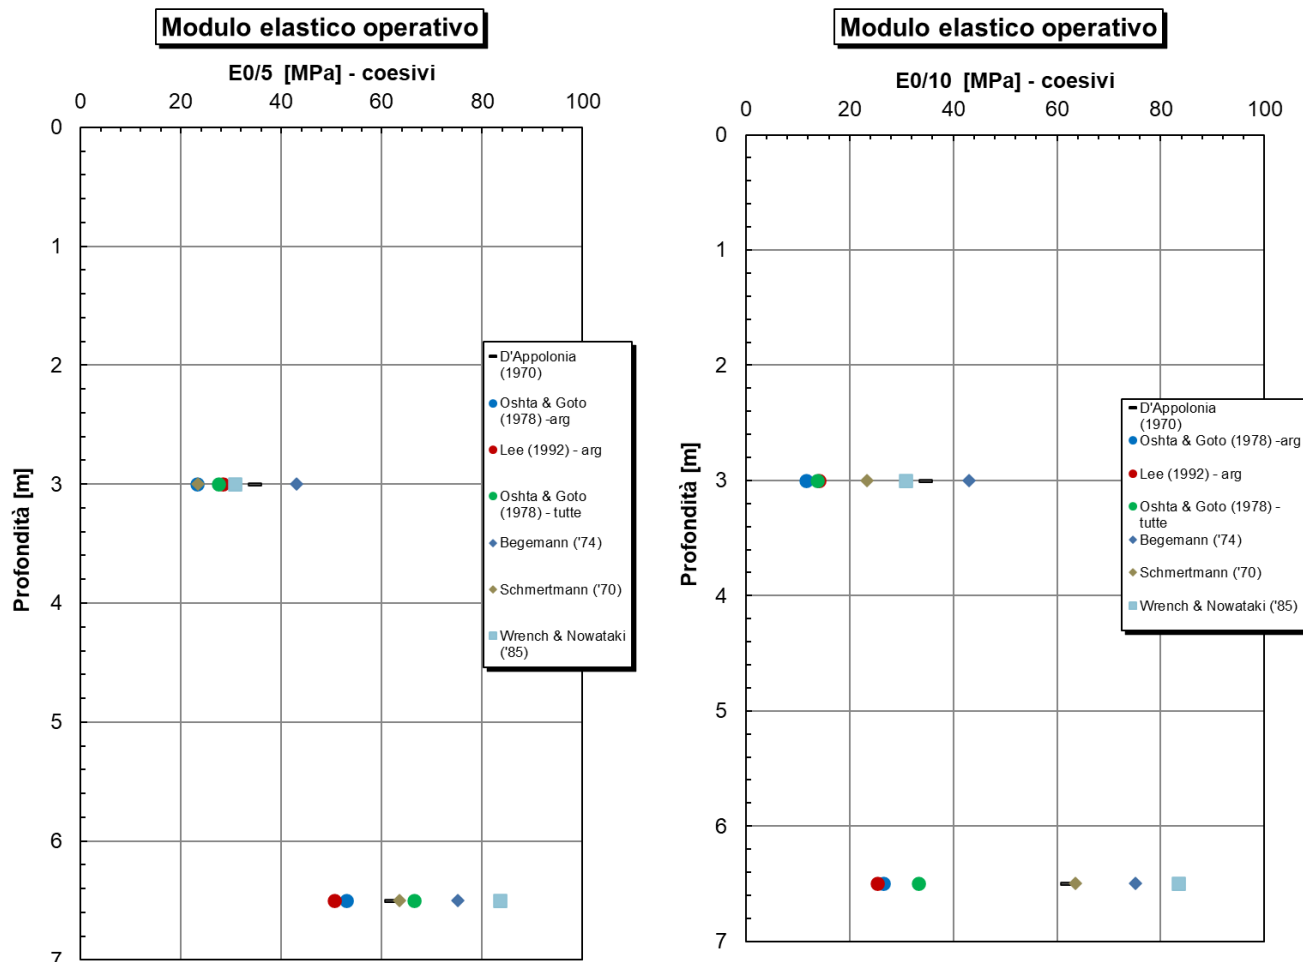 Modulo elastico operativo
E0/5 [MPa] - coesivi
0 20 40 60 80 100
0
1
2
3
4
5
6
7
Profondità [m]
D'Appolonia
(1970)
Oshta & Goto
(1978) -arg
Lee (1992) - arg
Oshta & Goto
(1978) - tutte
Begemann ('74)
Schmertmann ('70)
Wrench & Nowataki
('85)
Modulo elastico operativo
E0/10 [MPa] - coesivi
0 20 40 60 80 100
0
1
2
3
4
5
6
7
Profondità [m]
D'Appolonia
(1970)
Oshta & Goto (1978) -arg
Lee (1992) - arg
Oshta & Goto (1978) -
tutte
Begemann ('74)
Schmertmann ('70)
Wrench & Nowataki ('85)